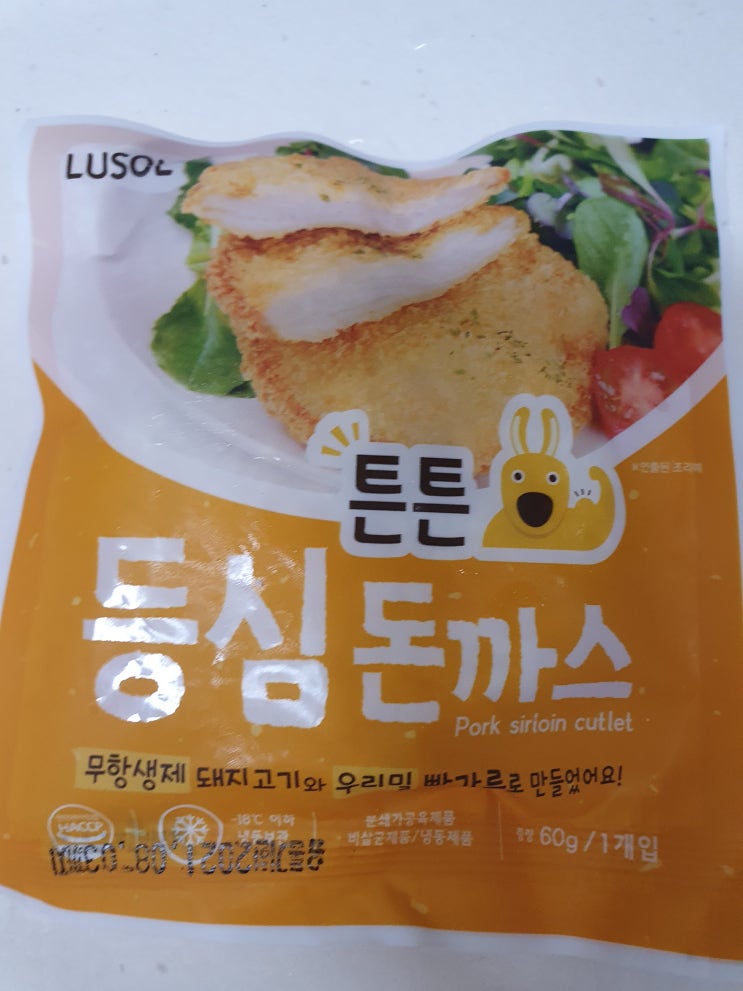 LUSOL
튼튼
※연출된 조리예
등심 돈까스
Pork sirloin cutlet
무항생제 돼지고기와 우리밀 빵가루로 만들었어요!
HACCP
-18℃ 이하
냉동보관
분쇄가공육제품
비살균제품/냉동제품
중량 60g/1개입